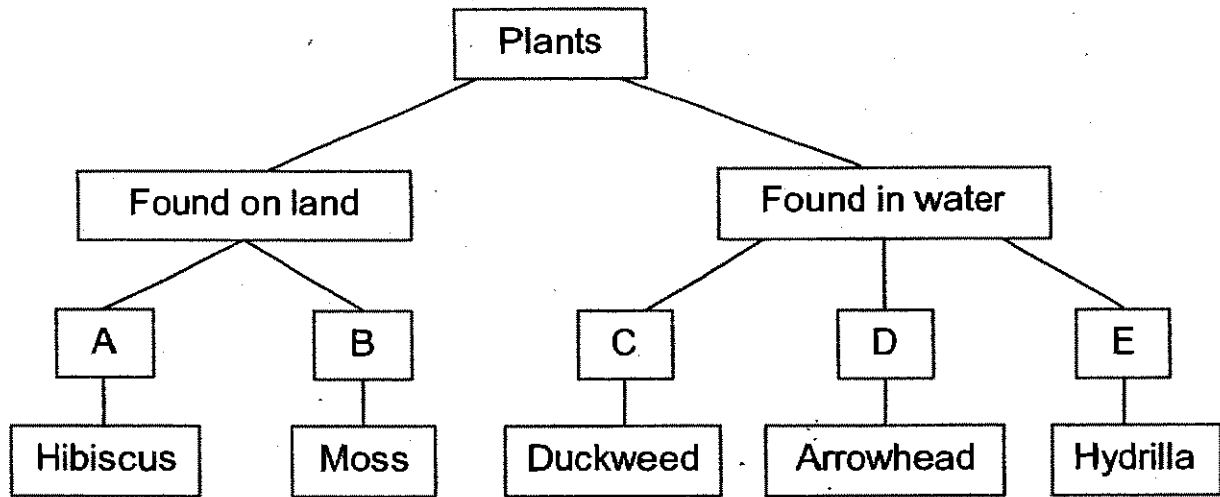 Plants
Found on land
Found in water
A
B
C
D
E
Hibiscus
Moss
Duckweed
Arrowhead
Hydrilla